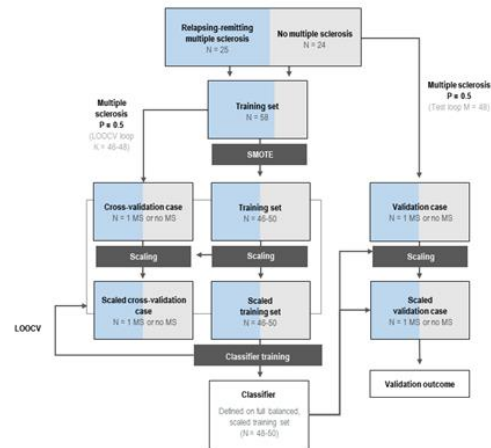 Relapsing-remitting
multiple sclerosis
N = 25
No multiple sclerosis
N = 24
Multiple sclerosis
P = 0.5
(Test loop M = 48)
Training set
N = 58
Multiple
sclerosis
P = 0.5
(LOOCV loop
K = 46-48)
SMOTE
Cross-validation case
N = 1 MS or no MS
Training set
N = 46-50
Validation case
N = 1 MS or no MS
Scaling
Scaling
Scaling
Scaled cross-validation
case
N = 1 MS or no MS
Scaled
training set
N = 46-50
Scaled
validation case
N = 1 MS or no MS
LOOCV
Classifier training
Classifier
Defined on full balanced,
scaled training set
(N = 48-50)
Validation outcome